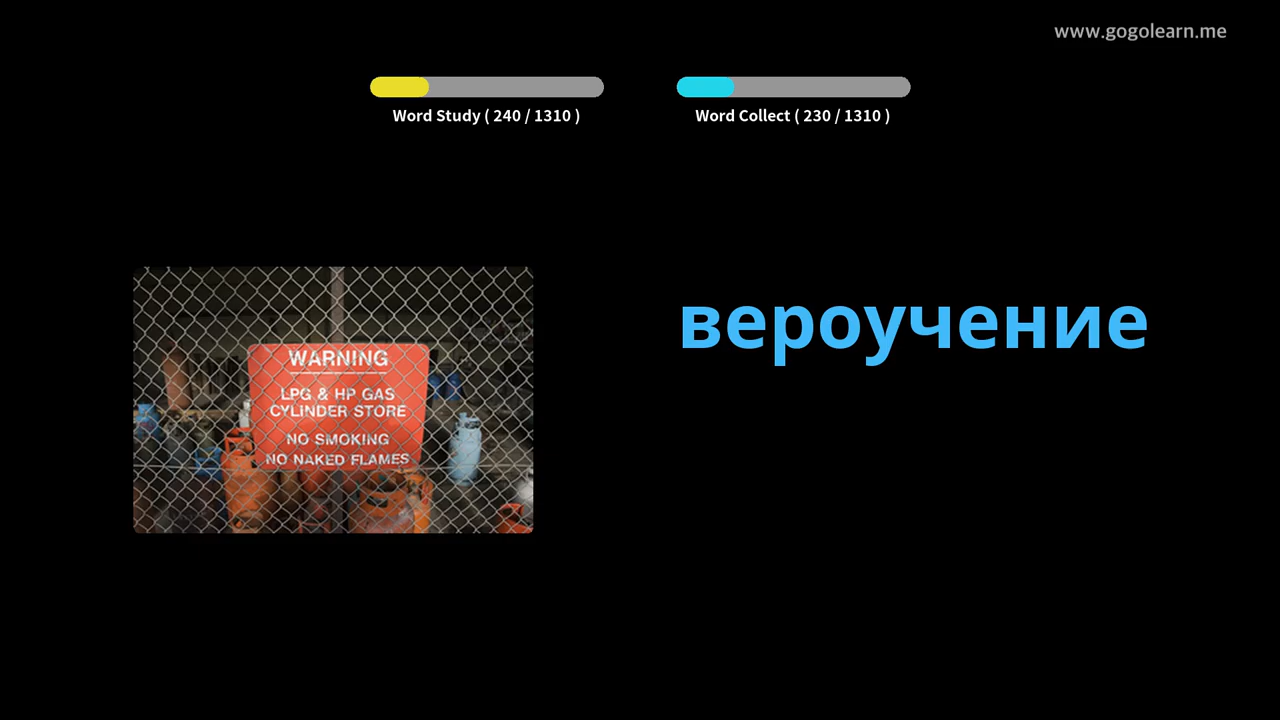 www.gogolearn.me
Word Study ( 240 / 1310 )
Word Collect ( 230 / 1310 )
вероучение
WARNING
LPG & HP GAS
CYLINDER STORE
NO SMOKING
NO NAKED FLAMES